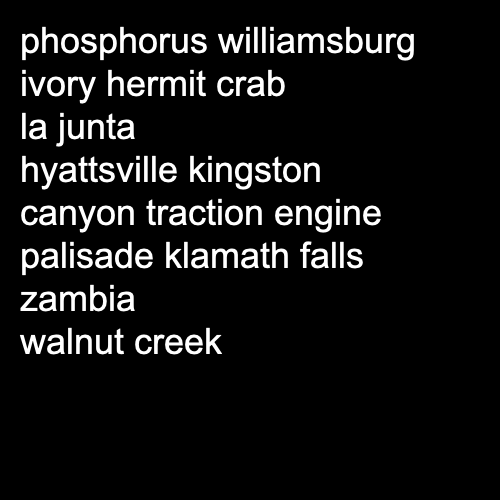 phosphorus williamsburg
ivory hermit crab
la junta
hyattsville kingston
canyon traction engine
palisade klamath falls
zambia
walnut creek